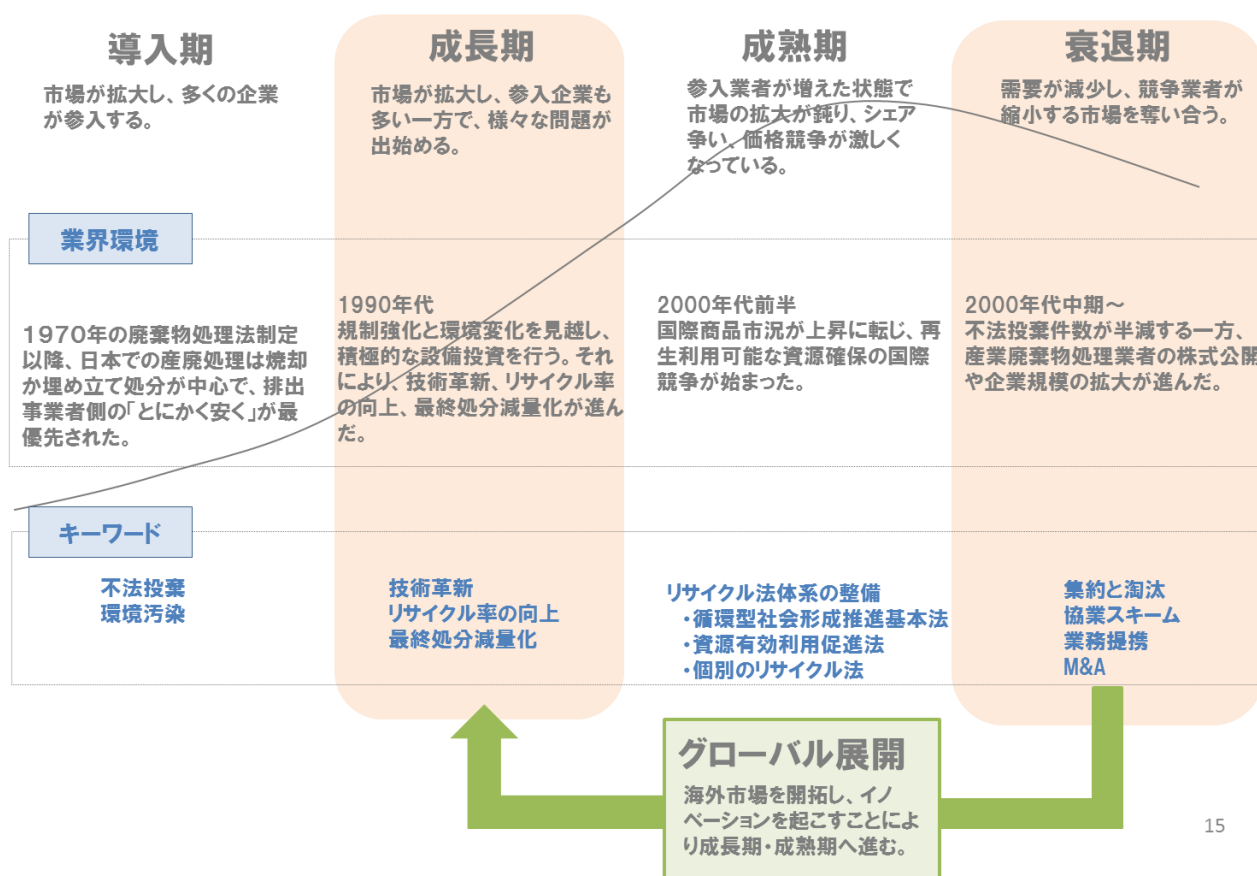 導入期
市場が拡大し、多くの企業
が参入する。
成長期
市場が拡大し、参入企業も
多い一方で、様々な問題が
出始める。
成熟期
参入業者が増えた状態で
市場の拡大が鈍り、シェア
争い、価格競争が激しく
なっている。
衰退期
需要が減少し、競争業者が
縮小する市場を奪い合う。
業界環境
1970年の廃棄物処理法制定
以降、日本での産廃処理は焼却
か埋め立て処分が中心で、排出
事業者側の「とにかく安く」が最
優先された。
1990年代
規制強化と環境変化を見越し、
積極的な設備投資を行う。それ
により、技術革新、リサイクル率
の向上、最終処分減量化が進ん
だ。
2000年代前半
国際商品市況が上昇に転じ、再
生利用可能な資源確保の国際
競争が始まった。
2000年代中期～
不法投棄件数が半減する一方、
産業廃棄物処理業者の株式公開
や企業規模の拡大が進んだ。
キーワード
不法投棄
環境汚染
技術革新
リサイクル率の向上
最終処分減量化
リサイクル法体系の整備
・循環型社会形成推進基本法
・資源有効利用促進法
・個別のリサイクル法
集約と淘汰
協業スキーム
業務提携
M&A
グローバル展開
海外市場を開拓し、イノ
ベーションを起こすことによ
り成長期・成熟期へ進む。
15